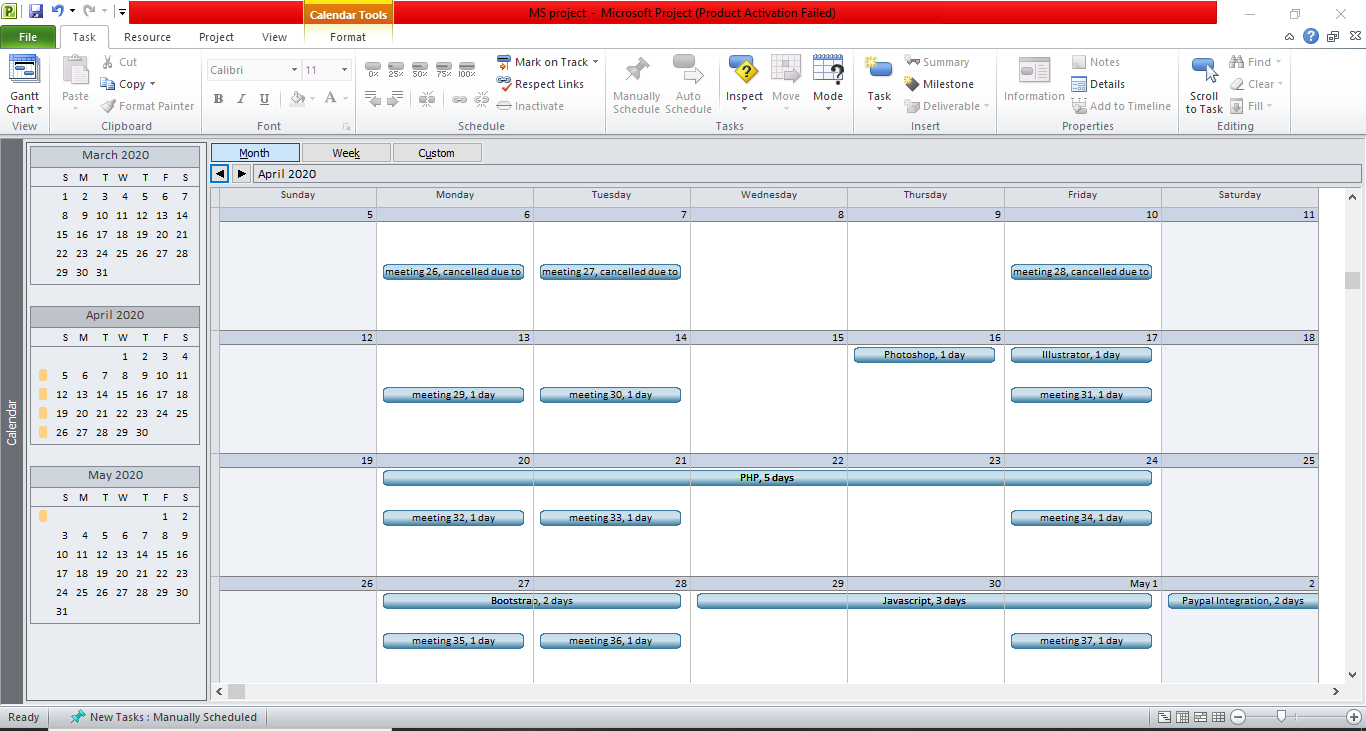 MS project - Microsoft Project (Product Activation Failed)
Calendar Tools
File Task Resource Project View Format
Gantt Chart
View
Paste
Cut
Copy
Format Painter
Clipboard
Calibri 11
B I U A
Font
0% 25% 50% 75% 100%
Mark on Track
Respect Links
Inactivate
Schedule
Manually Schedule
Auto Schedule
Inspect Move Mode
Tasks
Task
Summary
Milestone
Deliverable
Insert
Information
Notes
Details
Add to Timeline
Properties
Scroll to Task
Find
Clear
Fill
Editing
Calendar
March 2020
S M T W T F S
1 2 3 4 5 6 7
8 9 10 11 12 13 14
15 16 17 18 19 20 21
22 23 24 25 26 27 28
29 30 31
April 2020
S M T W T F S
1 2 3 4
5 6 7 8 9 10 11
12 13 14 15 16 17 18
19 20 21 22 23 24 25
26 27 28 29 30
May 2020
S M T W T F S
1 2
3 4 5 6 7 8 9
10 11 12 13 14 15 16
17 18 19 20 21 22 23
24 25 26 27 28 29 30
31
Month Week Custom
April 2020
Sunday Monday Tuesday Wednesday Thursday Friday Saturday
5 6 7 8 9 10 11
meeting 26, cancelled due to meeting 27, cancelled due to meeting 28, cancelled due to
12 13 14 15 16 17 18
Photoshop, 1 day Illustrator, 1 day
meeting 29, 1 day meeting 30, 1 day meeting 31, 1 day
19 20 21 22 23 24 25
PHP, 5 days
meeting 32, 1 day meeting 33, 1 day meeting 34, 1 day
26 27 28 29 30 May 1 2
Bootstrap, 2 days Javascript, 3 days Paypal Integration, 2 days
meeting 35, 1 day meeting 36, 1 day meeting 37, 1 day
Ready New Tasks : Manually Scheduled